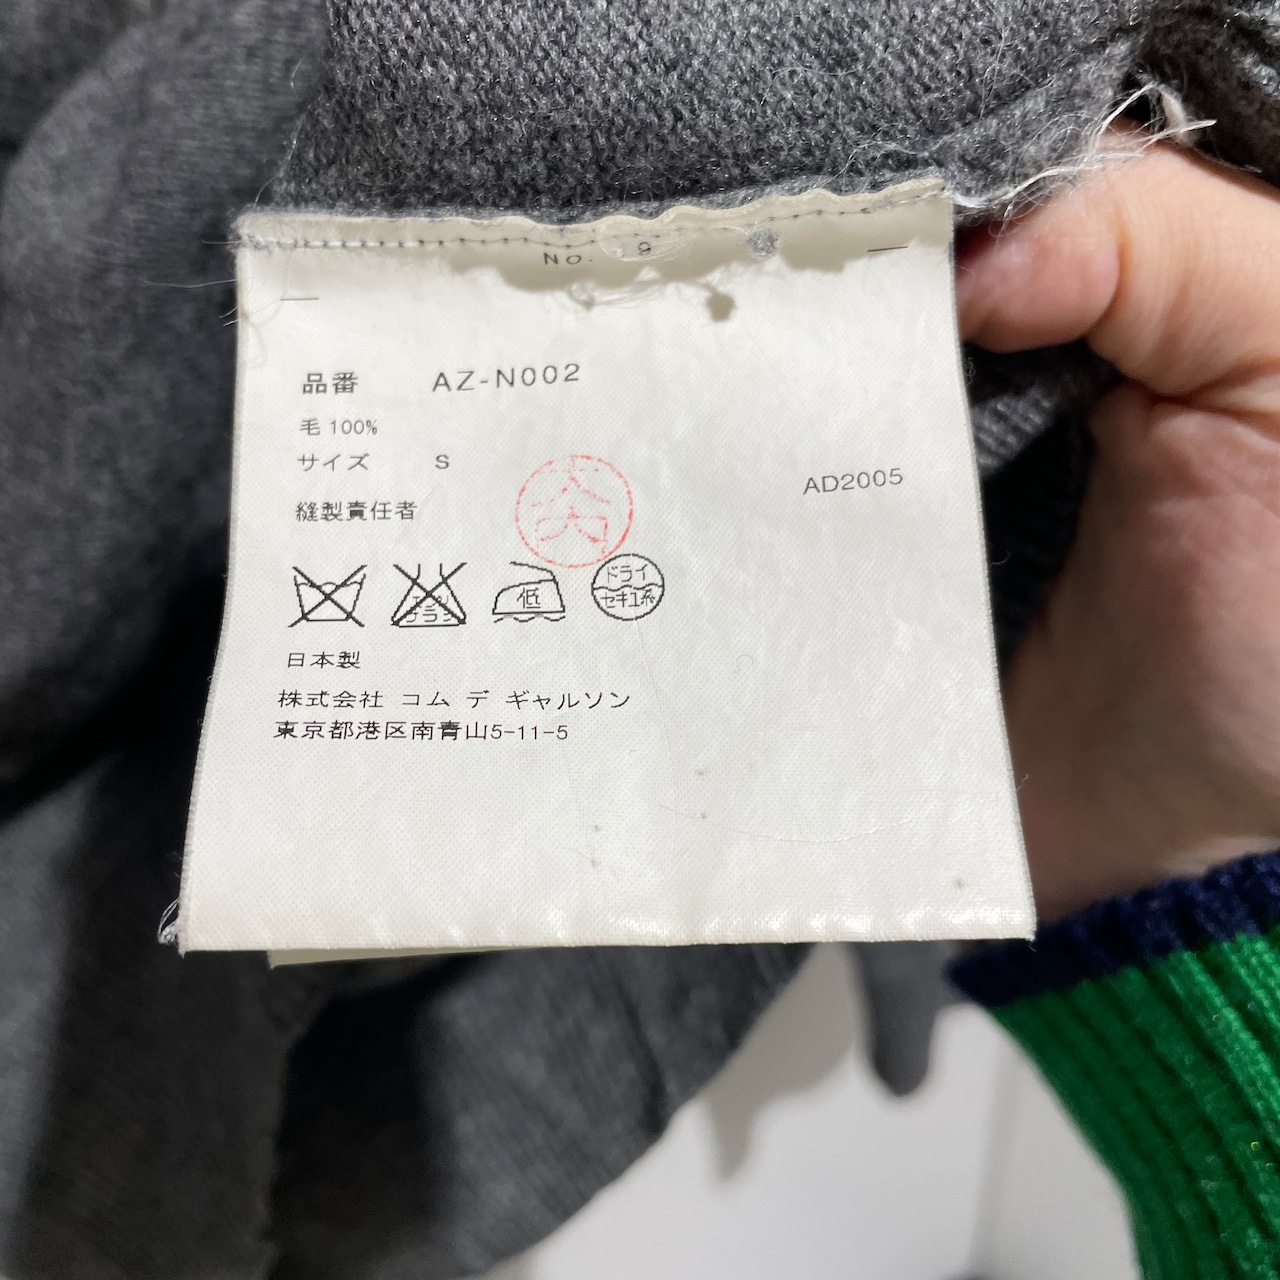 No. 9
品番 AZ-N002
毛 100%
サイズ S
AD2005
縫製責任者
低
ドライ
セキユ系
日本製
株式会社 コム デ ギャルソン
東京都港区南青山5-11-5